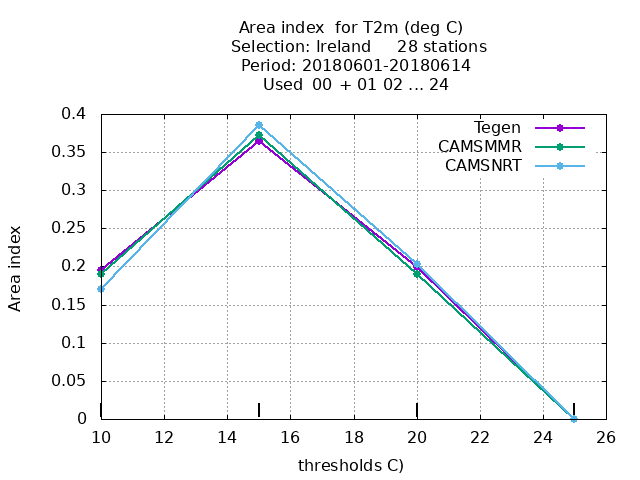 Area index  for T2m (deg C)
Selection: Ireland     28 stations
Period: 20180601-20180614
Used  00 + 01 02 ... 24
0.4
0.35
0.3
0.25
0.2
0.15
0.1
0.05
0
Area index
Tegen
CAMSMMR
CAMSNRT
10 12 14 16 18 20 22 24 26
thresholds C)